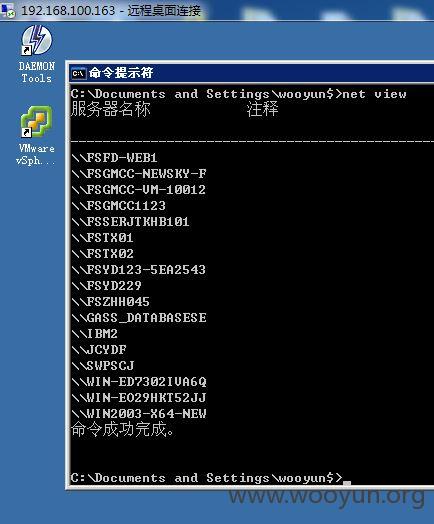 192.168.100.163 - 远程桌面连接
DAEMON
Tools
VMware
vSph...
命令提示符
C:\Documents and Settings\wooyun$>net view
服务器名称 注释
\\FSFD-WEB1
\\FSGMCC-NEWSKY-F
\\FSGMCC-VM-10012
\\FSGMCC1123
\\FSSERJTKHB101
\\FSTX01
\\FSTX02
\\FSYD123-5EA2543
\\FSYD229
\\FSZHH045
\\GASS_DATABASESE
\\IBM2
\\JCYDF
\\SWPSCJ
\\WIN-ED7302IVA6Q
\\WIN-EO29HKT52JJ
\\WIN2003-X64-NEW
命令成功完成。
C:\Documents and Settings\wooyun$>
www.wooyun.org